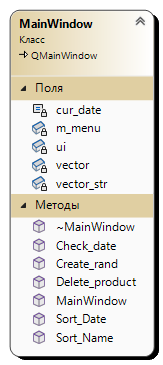 MainWindow
Класс
QMainWindow
Поля
cur_date
m_menu
ui
vector
vector_str
Методы
~MainWindow
Check_date
Create_rand
Delete_product
MainWindow
Sort_Date
Sort_Name